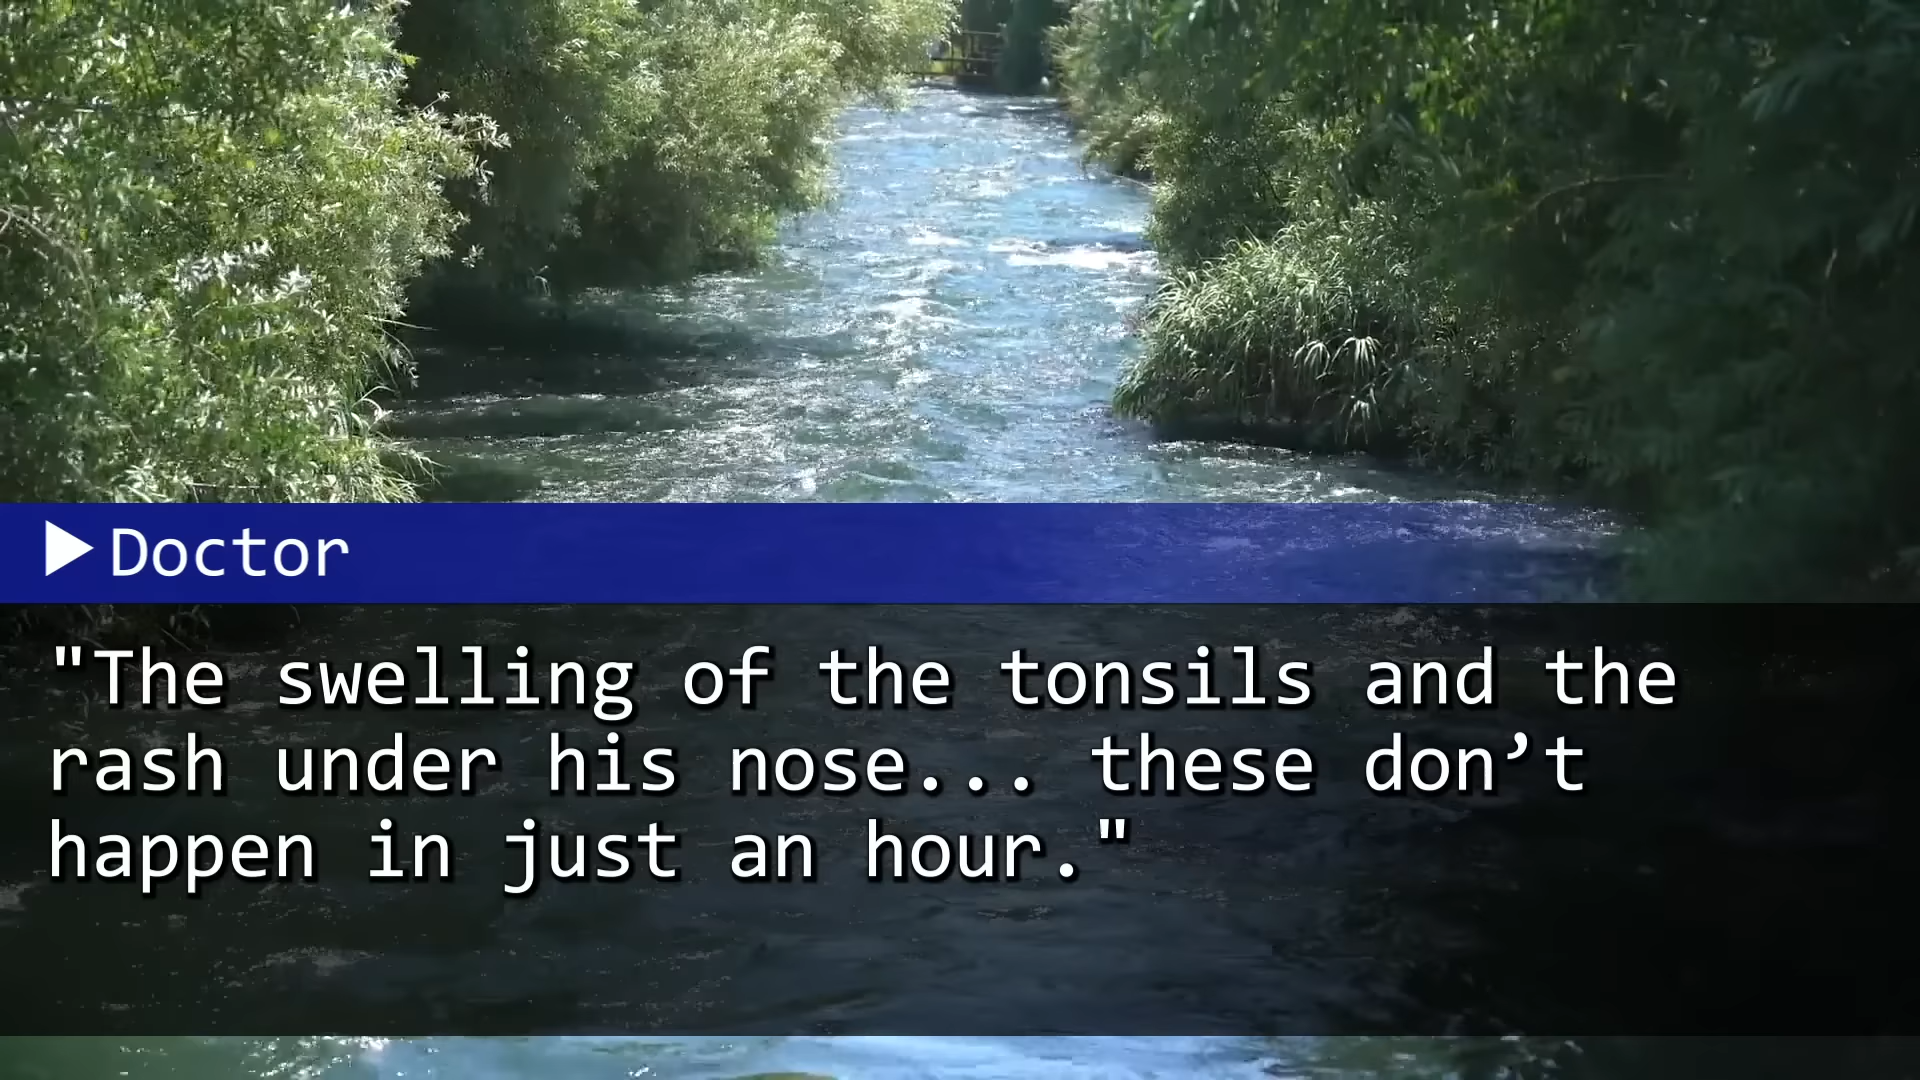 Doctor
"The swelling of the tonsils and the
rash under his nose... these don’t
happen in just an hour."